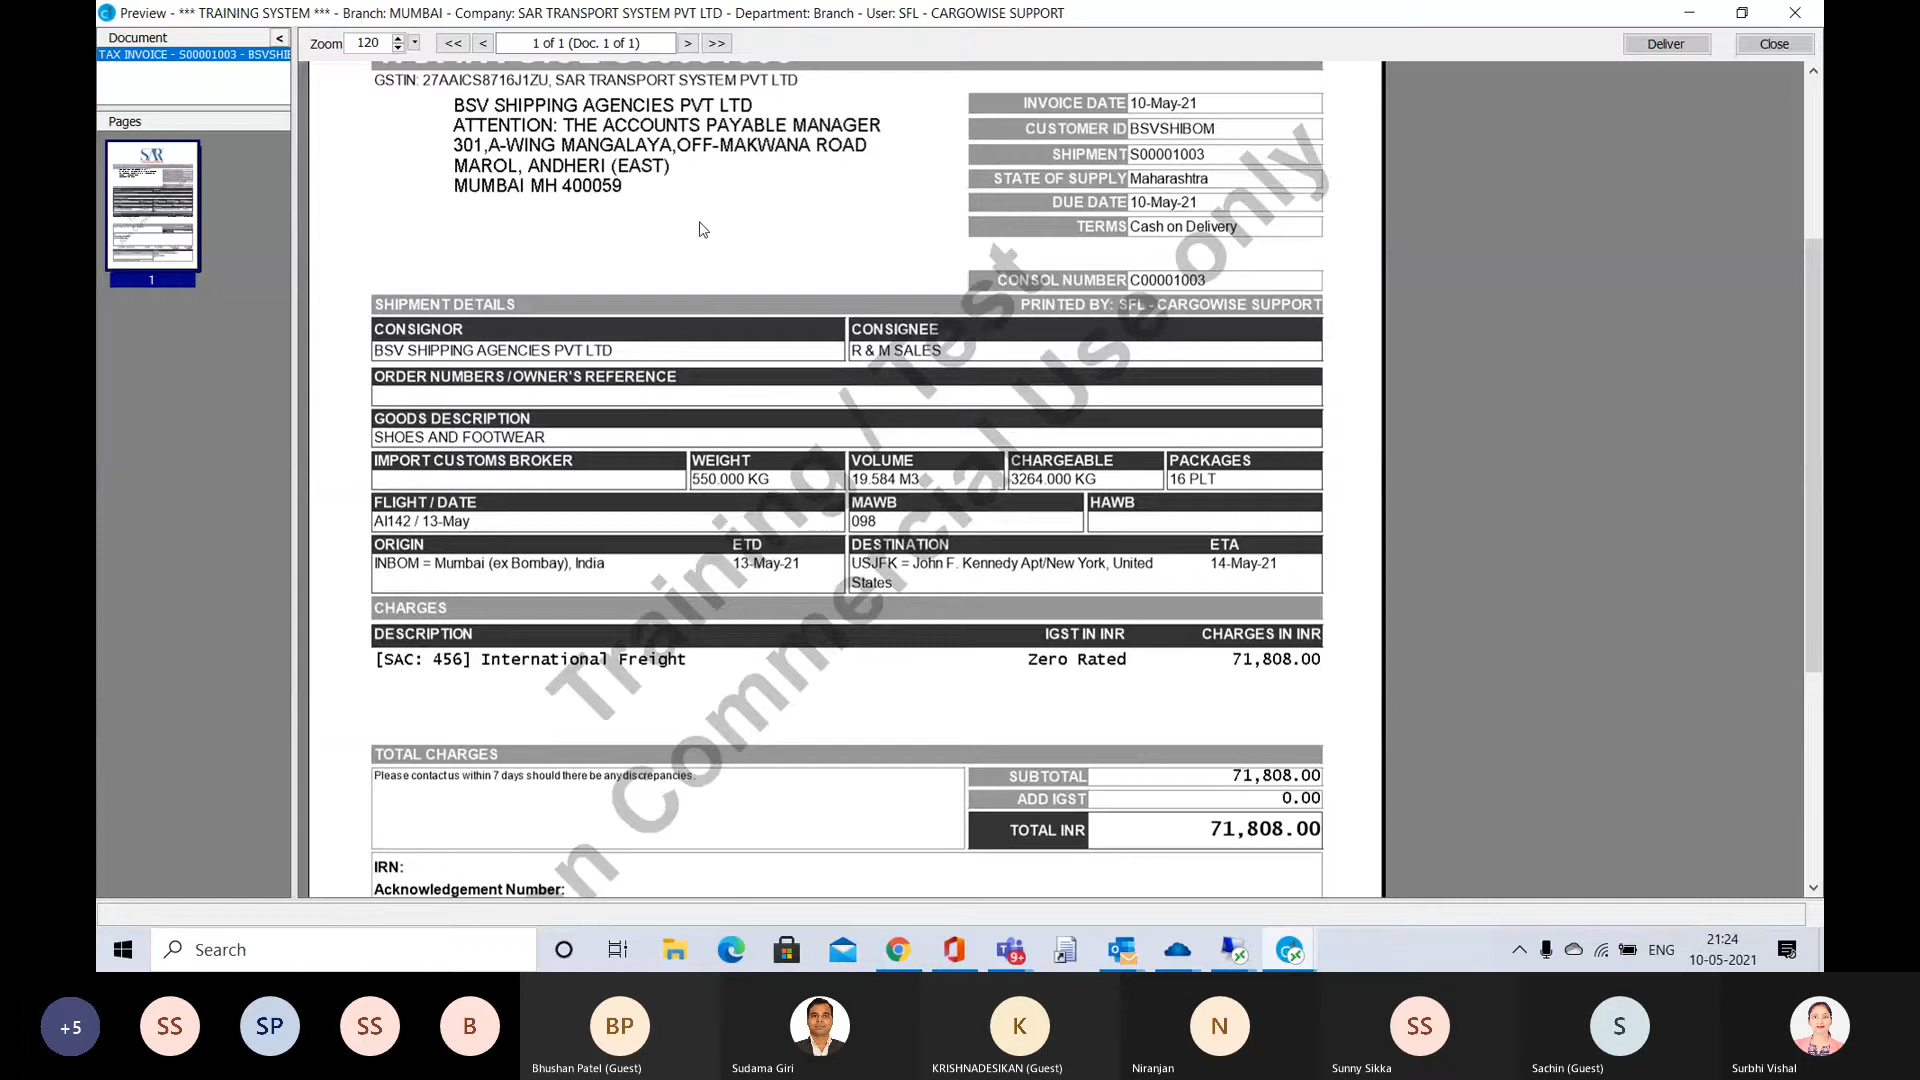 Preview - *** TRAINING SYSTEM *** - Branch: MUMBAI - Company: SAR TRANSPORT SYSTEM PVT LTD - Department: Branch - User: SFL - CARGOWISE SUPPORT
Document
<
Zoom 120 << < 1 of 1 (Doc. 1 of 1) > >> Deliver Close
TAX INVOICE - S00001003 - BSVSHIE
Pages
SAR
1
GSTIN: 27AAICS8716J1ZU, SAR TRANSPORT SYSTEM PVT LTD
BSV SHIPPING AGENCIES PVT LTD
ATTENTION: THE ACCOUNTS PAYABLE MANAGER
301,A-WING MANGALAYA,OFF-MAKWANA ROAD
MAROL, ANDHERI (EAST)
MUMBAI MH 400059
INVOICE DATE 10-May-21
CUSTOMER ID BSVSHIBOM
SHIPMENT S00001003
STATE OF SUPPLY Maharashtra
DUE DATE 10-May-21
TERMS Cash on Delivery
CONSOL NUMBER C00001003
SHIPMENT DETAILS PRINTED BY: SFL - CARGOWISE SUPPORT
CONSIGNOR CONSIGNEE
BSV SHIPPING AGENCIES PVT LTD R & M SALES
ORDER NUMBERS / OWNER'S REFERENCE
GOODS DESCRIPTION
SHOES AND FOOTWEAR
IMPORT CUSTOMS BROKER WEIGHT VOLUME CHARGEABLE PACKAGES
550.000 KG 19.584 M3 3264.000 KG 16 PLT
FLIGHT / DATE MAWB HAWB
AI142 / 13-May 098
ORIGIN ETD DESTINATION ETA
INBOM = Mumbai (ex Bombay), India 13-May-21 USJFK = John F. Kennedy Apt/New York, United 14-May-21
States
CHARGES
DESCRIPTION IGST IN INR CHARGES IN INR
[SAC: 456] International Freight Zero Rated 71,808.00
TOTAL CHARGES
Please contact us within 7 days should there be any discrepancies.
SUBTOTAL 71,808.00
ADD IGST 0.00
TOTAL INR 71,808.00
IRN:
Acknowledgement Number:
Training / Test
n Commercial Use only
Search
9+
ENG
21:24
10-05-2021
+5 SS SP SS B BP K N SS S
Bhushan Patel (Guest) Sudama Giri KRISHNADESIKAN (Guest) Niranjan Sunny Sikka Sachin (Guest) Surbhi Vishal